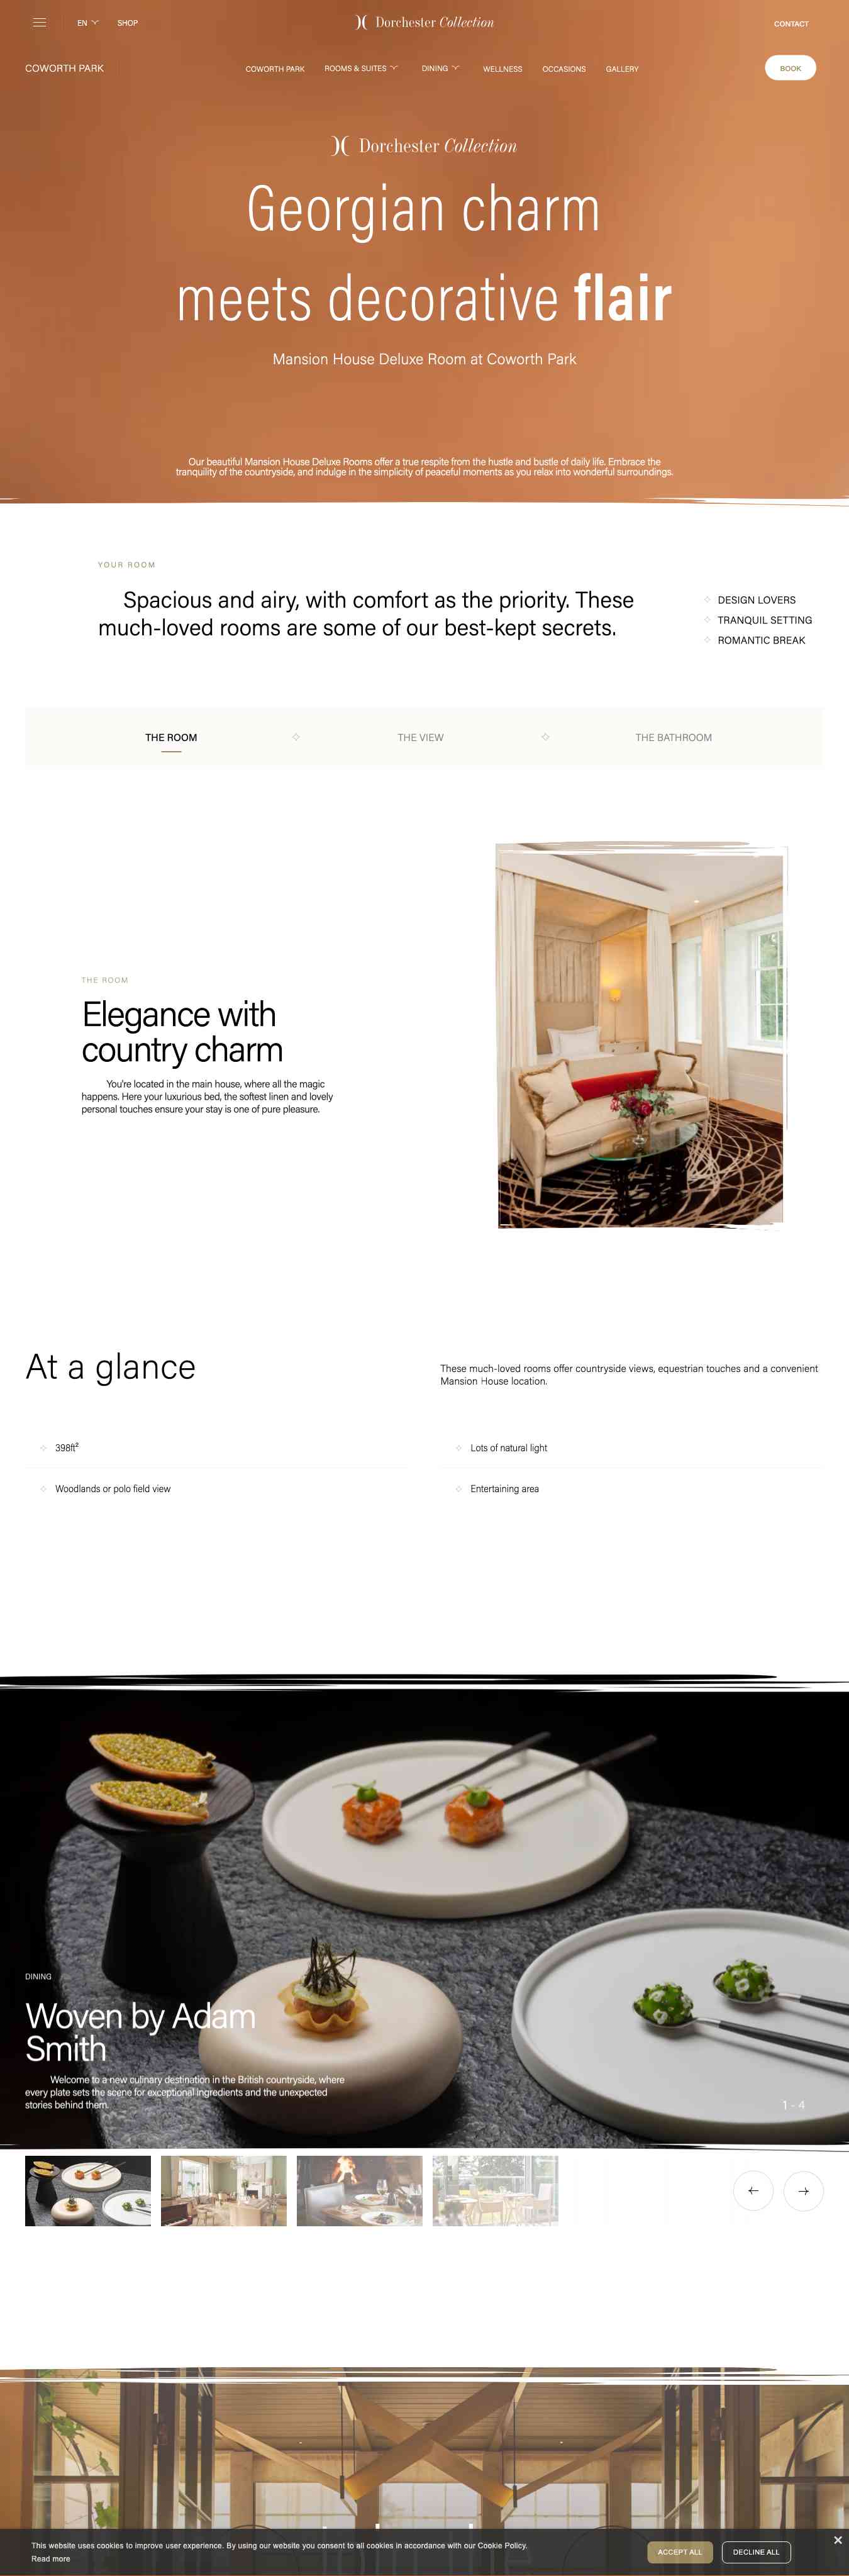 EN
SHOP
Dorchester Collection
CONTACT
COWORTH PARK
COWORTH PARK
ROOMS & SUITES
DINING
WELLNESS
OCCASIONS
GALLERY
BOOK
Dorchester Collection
Georgian charm
meets decorative flair
Mansion House Deluxe Room at Coworth Park
Our beautiful Mansion House Deluxe Rooms offer a true respite from the hustle and bustle of daily life. Embrace the
tranquility of the countryside, and indulge in the simplicity of peaceful moments as you relax into wonderful surroundings.
YOUR ROOM
Spacious and airy, with comfort as the priority. These
much-loved rooms are some of our best-kept secrets.
DESIGN LOVERS
TRANQUIL SETTING
ROMANTIC BREAK
THE ROOM
THE VIEW
THE BATHROOM
THE ROOM
Elegance with
country charm
You're located in the main house, where all the magic
happens. Here your luxurious bed, the softest linen and lovely
personal touches ensure your stay is one of pure pleasure.
At a glance
These much-loved rooms offer countryside views, equestrian touches and a convenient
Mansion House location.
398ft²
Lots of natural light
Woodlands or polo field view
Entertaining area
DINING
Woven by Adam
Smith
Welcome to a new culinary destination in the British countryside, where
every plate sets the scene for exceptional ingredients and the unexpected
stories behind them.
1 - 4
This website uses cookies to improve user experience. By using our website you consent to all cookies in accordance with our Cookie Policy.
Read more
ACCEPT ALL
DECLINE ALL